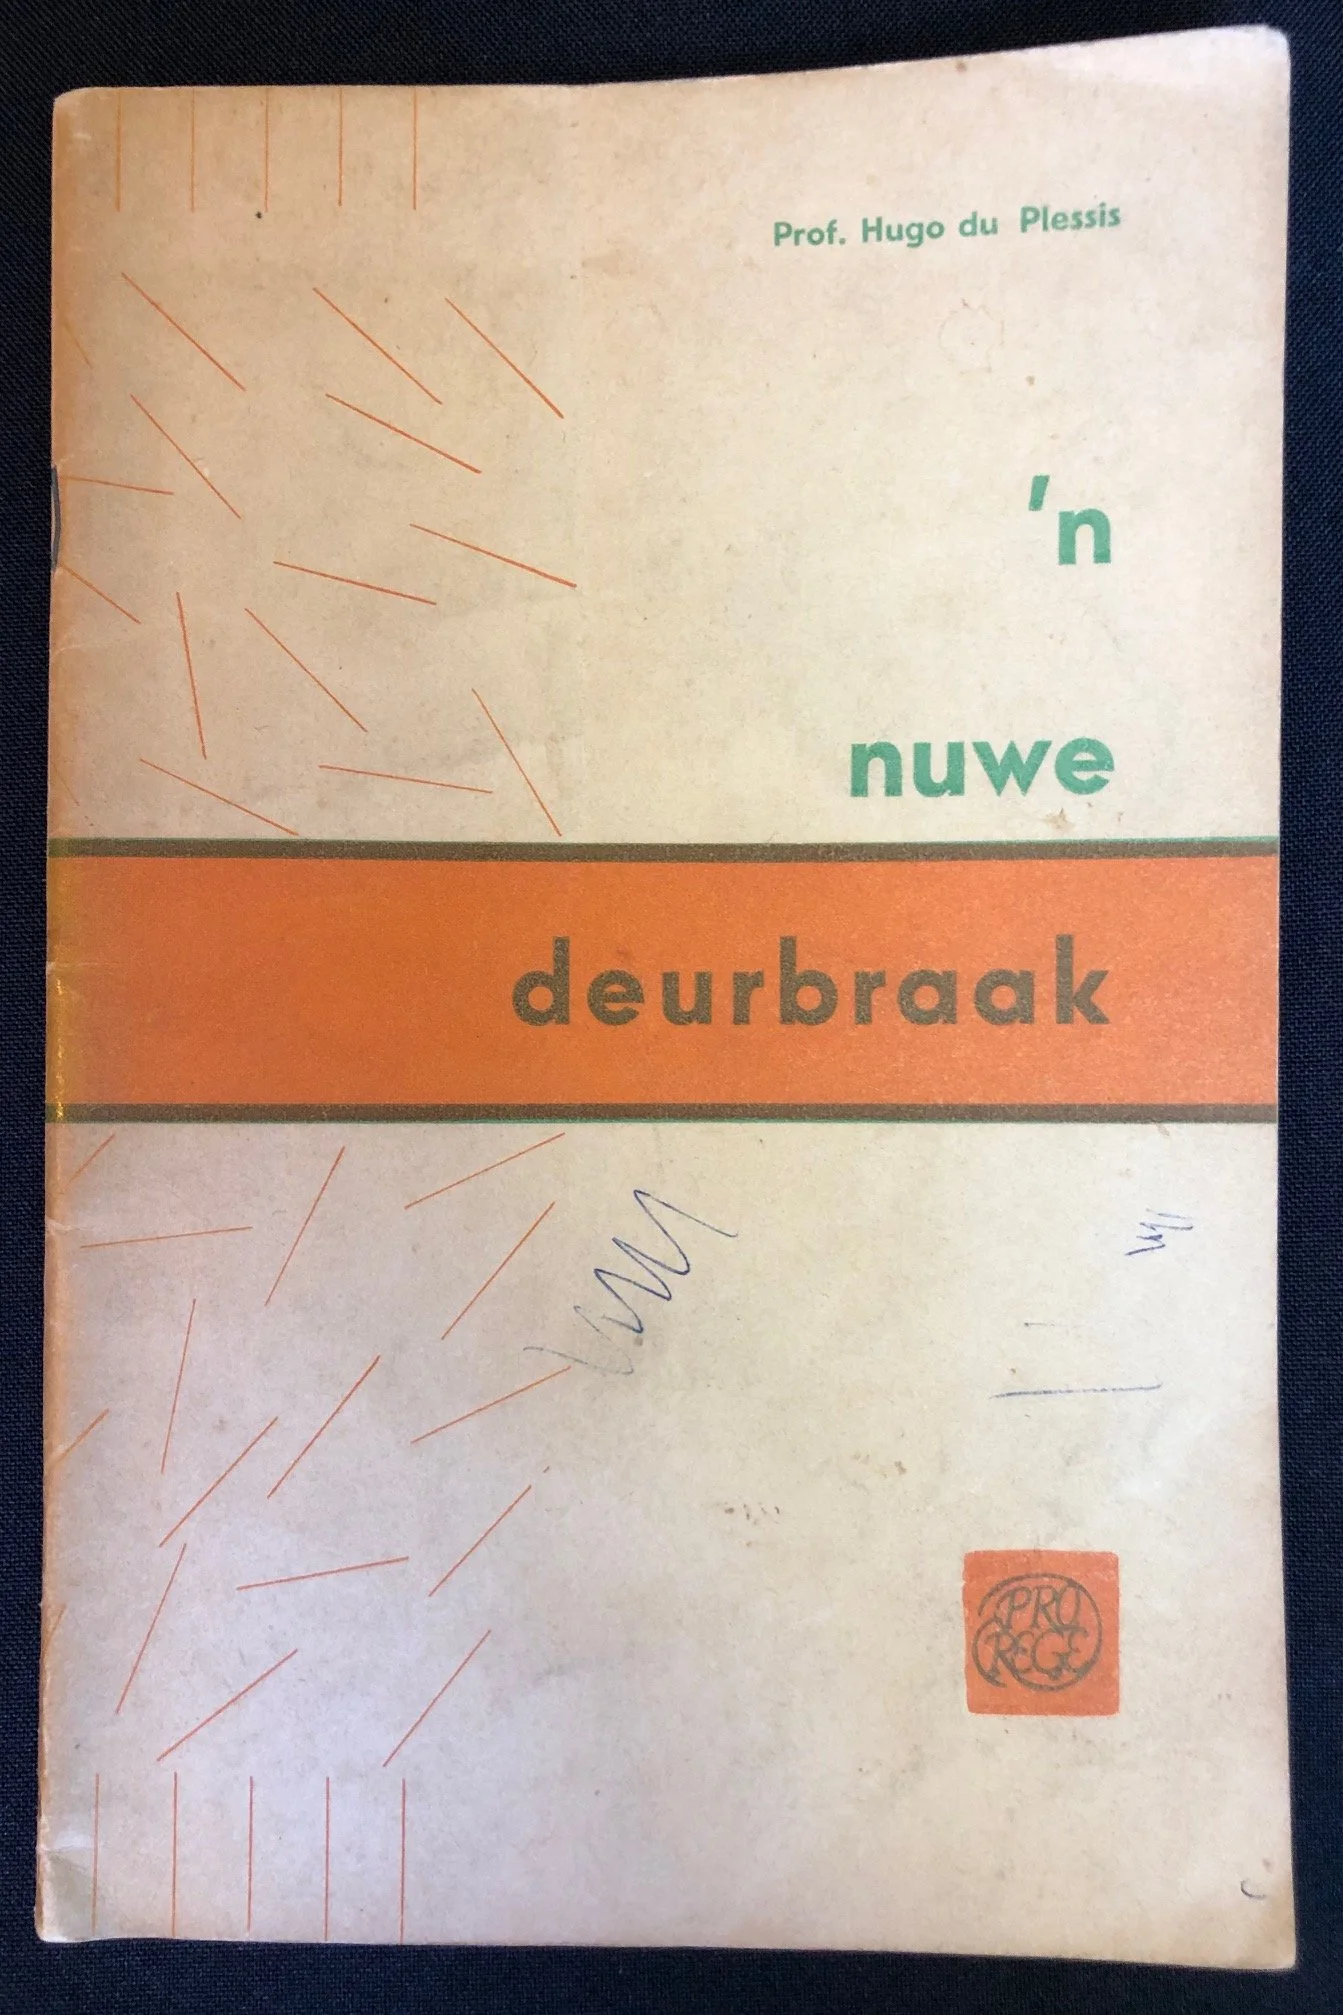 Prof. Hugo du Plessis
'n
nuwe
deurbraak
PRO
REGE